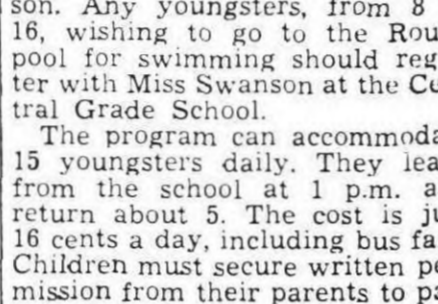 son. Any youngsters, from 8
16, wishing to go to the Rou
pool for swimming should reg
ter with Miss Swanson at the Ce
tral Grade School.
The program can accommoda
15 youngsters daily. They lea
from the school at 1 p.m. a
return about 5. The cost is ju
16 cents a day, including bus fa
Children must secure written pe
mission from their parents to pa